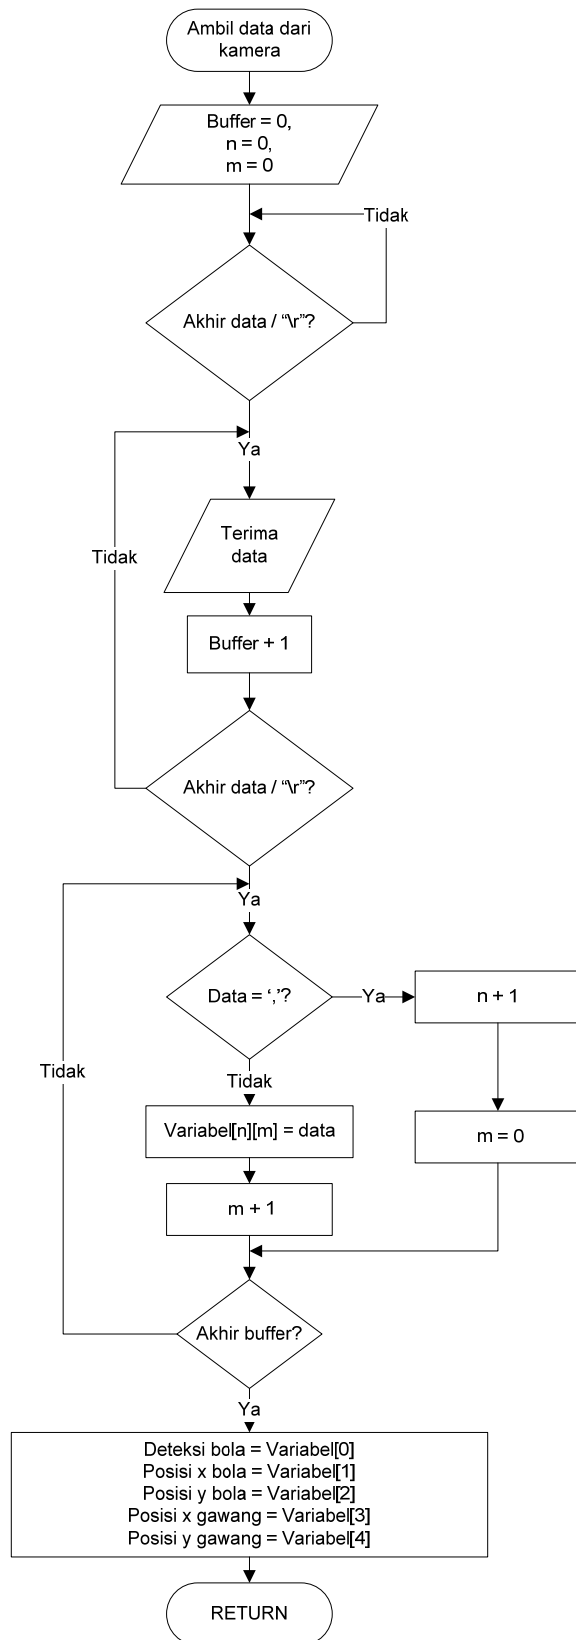 Ambil data dari
kamera
Buffer = 0,
n = 0,
m = 0
Tidak
Akhir data / “\r”?
Ya
Terima
data
Tidak
Buffer + 1
Akhir data / “\r”?
Ya
Data = ‘,’?
Ya
n + 1
Tidak
Tidak
Variabel[n][m] = data
m = 0
m + 1
Akhir buffer?
Ya
Deteksi bola = Variabel[0]
Posisi x bola = Variabel[1]
Posisi y bola = Variabel[2]
Posisi x gawang = Variabel[3]
Posisi y gawang = Variabel[4]
RETURN